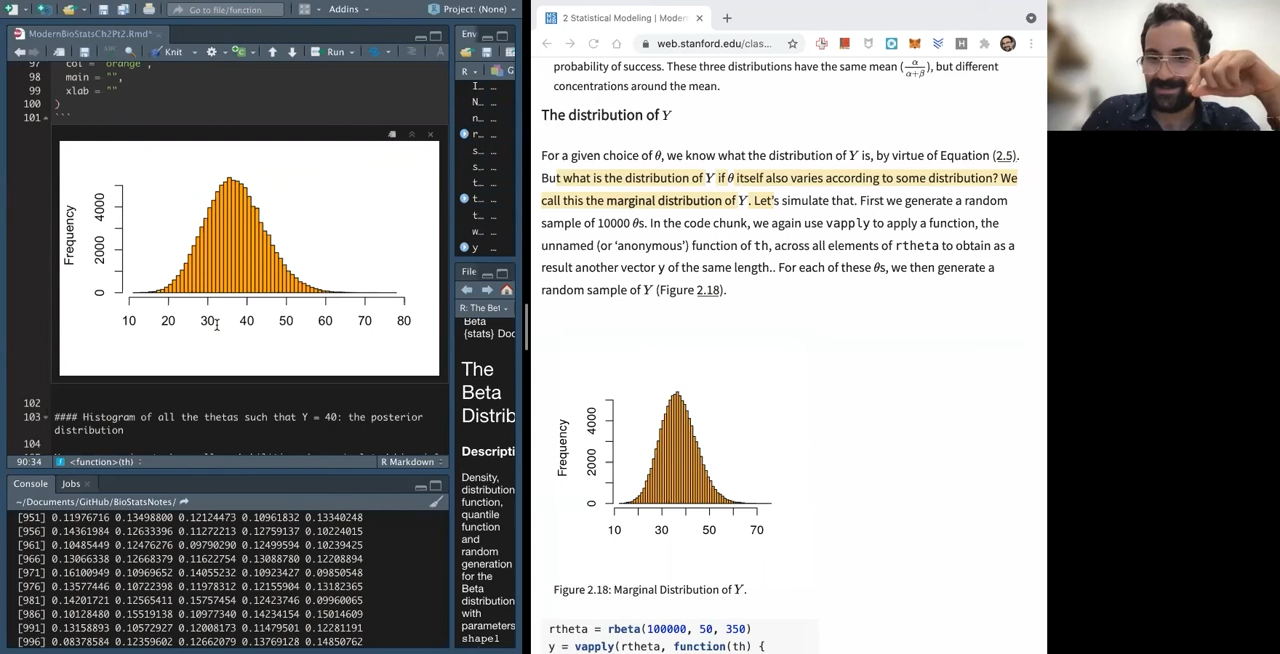 Go to file/function
Addins
Project: (None)
ModernBioStatsCh2Pt2.Rmd*
Knit
Run
97 col = "orange",
98 main = "",
99 xlab = ""
100 )
101 ```
Frequency
0 2000 4000
10 20 30 40 50 60 70 80
102
103 #### Histogram of all the thetas such that Y = 40: the posterior
distribution
104
90:34 <function>(th)
R Markdown
Console Jobs
~/Documents/GitHub/BioStatsNotes/
[951] 0.11976716 0.13498800 0.12124473 0.10961832 0.13340248
[956] 0.14361984 0.12633396 0.11272213 0.12759137 0.10224015
[961] 0.10485449 0.12476276 0.09790290 0.12499594 0.10239425
[966] 0.13066338 0.12668379 0.11622754 0.13088780 0.12208894
[971] 0.16100949 0.10969652 0.14055232 0.10923427 0.09850548
[976] 0.13577446 0.10722398 0.11978312 0.12155904 0.13182365
[981] 0.14201721 0.12565411 0.15757454 0.12423746 0.09960065
[986] 0.10128480 0.15519138 0.10977340 0.14234154 0.15014609
[991] 0.13158893 0.10572927 0.12008173 0.11479501 0.12281191
[996] 0.08378584 0.12359602 0.12662079 0.13769128 0.14850762
Env
R
G
I...
N...
n...
r...
s...
s...
t...
t...
t...
w...
y
File
R: The Bet
Beta
{stats} Doc
The
Beta
Distrib
Descripti
Density,
distribution
function,
quantile
function
and
random
generation
for the
Beta
distribution
with
parameters
shape1
2 Statistical Modeling | Moder
web.stanford.edu/clas...
probability of success. These three distributions have the same mean (α/α+β), but different
concentrations around the mean.
The distribution of Y
For a given choice of θ, we know what the distribution of Y is, by virtue of Equation (2.5).
But what is the distribution of Y if θ itself also varies according to some distribution? We
call this the marginal distribution of Y. Let's simulate that. First we generate a random
sample of 10000 θs. In the code chunk, we again use vapply to apply a function, the
unnamed (or ‘anonymous’) function of th, across all elements of rtheta to obtain as a
result another vector y of the same length.. For each of these θs, we then generate a
random sample of Y (Figure 2.18).
Frequency
0 2000 4000
10 30 50 70
Figure 2.18: Marginal Distribution of Y.
rtheta = rbeta(100000, 50, 350)
y = vapply(rtheta, function(th) {